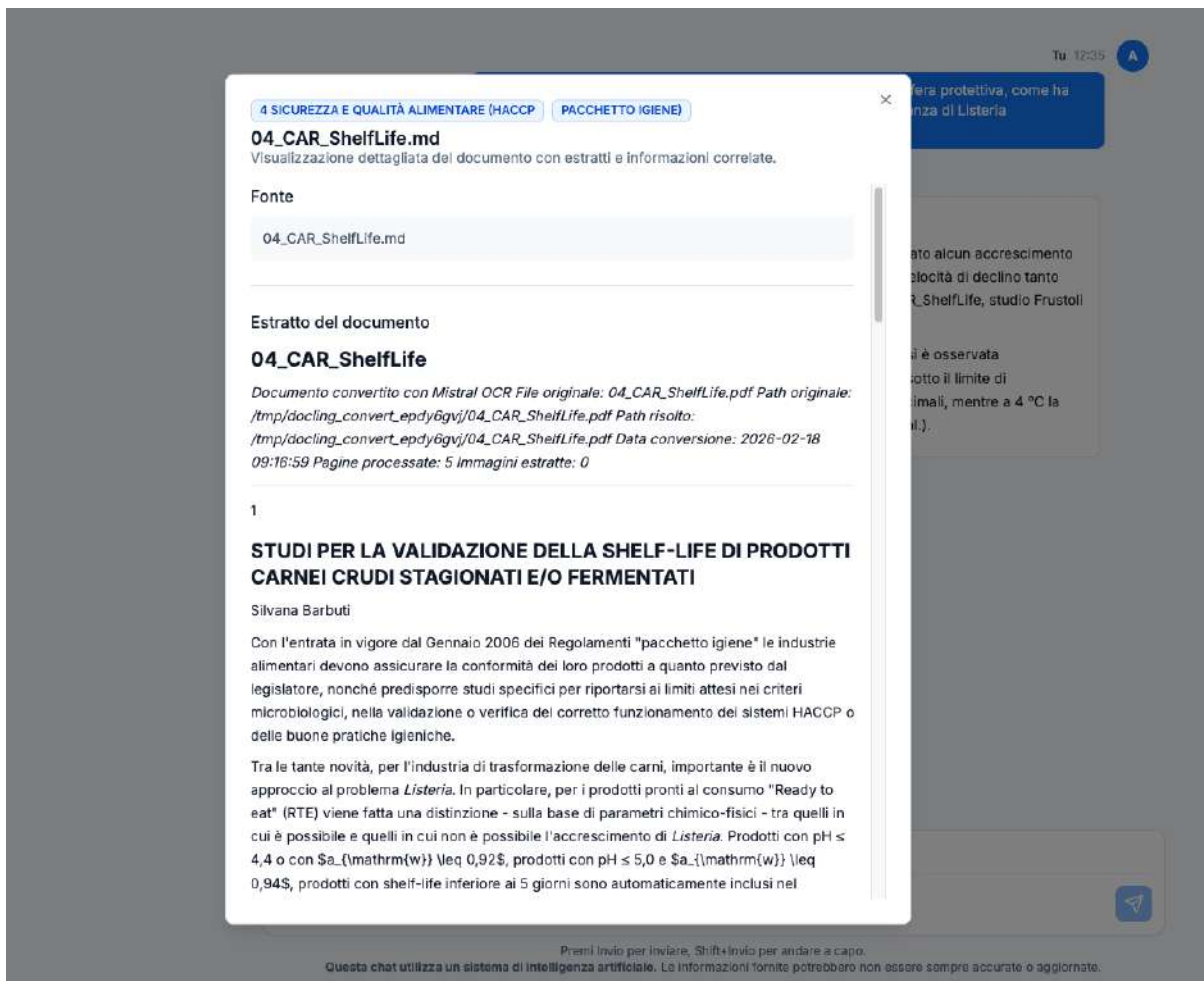 Tu 12:35
A
fera protettiva, come ha
nza di Listeria
4 SICUREZZA E QUALITÀ ALIMENTARE (HACCP
PACCHETTO IGIENE)
04_CAR_ShelfLife.md
Visualizzazione dettagliata del documento con estratti e informazioni correlate.
Fonte
04_CAR_ShelfLife.md
Estratto del documento
04_CAR_ShelfLife
Documento convertito con Mistral OCR File originale: 04_CAR_ShelfLife.pdf Path originale:
/tmp/docling_convert_epdy6gvj/04_CAR_ShelfLife.pdf Path risolto:
/tmp/docling_convert_epdy6gvj/04_CAR_ShelfLife.pdf Data conversione: 2026-02-18
09:16:59 Pagine processate: 5 Immagini estratte: 0
1
STUDI PER LA VALIDAZIONE DELLA SHELF-LIFE DI PRODOTTI
CARNEI CRUDI STAGIONATI E/O FERMENTATI
Silvana Barbuti
Con l'entrata in vigore dal Gennaio 2006 dei Regolamenti "pacchetto igiene" le industrie
alimentari devono assicurare la conformità dei loro prodotti a quanto previsto dal
legislatore, nonché predisporre studi specifici per riportarsi ai limiti attesi nei criteri
microbiologici, nella validazione o verifica del corretto funzionamento dei sistemi HACCP o
delle buone pratiche igieniche.
Tra le tante novità, per l'industria di trasformazione delle carni, importante è il nuovo
approccio al problema Listeria. In particolare, per i prodotti pronti al consumo "Ready to
eat" (RTE) viene fatta una distinzione - sulla base di parametri chimico-fisici - tra quelli in
cui è possibile e quelli in cui non è possibile l'accrescimento di Listeria. Prodotti con pH ≤
4,4 o con $a_{\mathrm{w}} \leq 0,92$, prodotti con pH ≤ 5,0 e $a_{\mathrm{w}} \leq
0,94$, prodotti con shelf-life inferiore ai 5 giorni sono automaticamente inclusi nel
ato alcun accrescimento
elocità di declino tanto
R_ShelfLife, studio Frustoli
si è osservata
sotto il limite di
imali, mentre a 4 °C la
al.).
Premi Invio per inviare, Shift+Invio per andare a capo.
Questa chat utilizza un sistema di intelligenza artificiale. Le informazioni fornite potrebbero non essere sempre accurate o aggiornate.